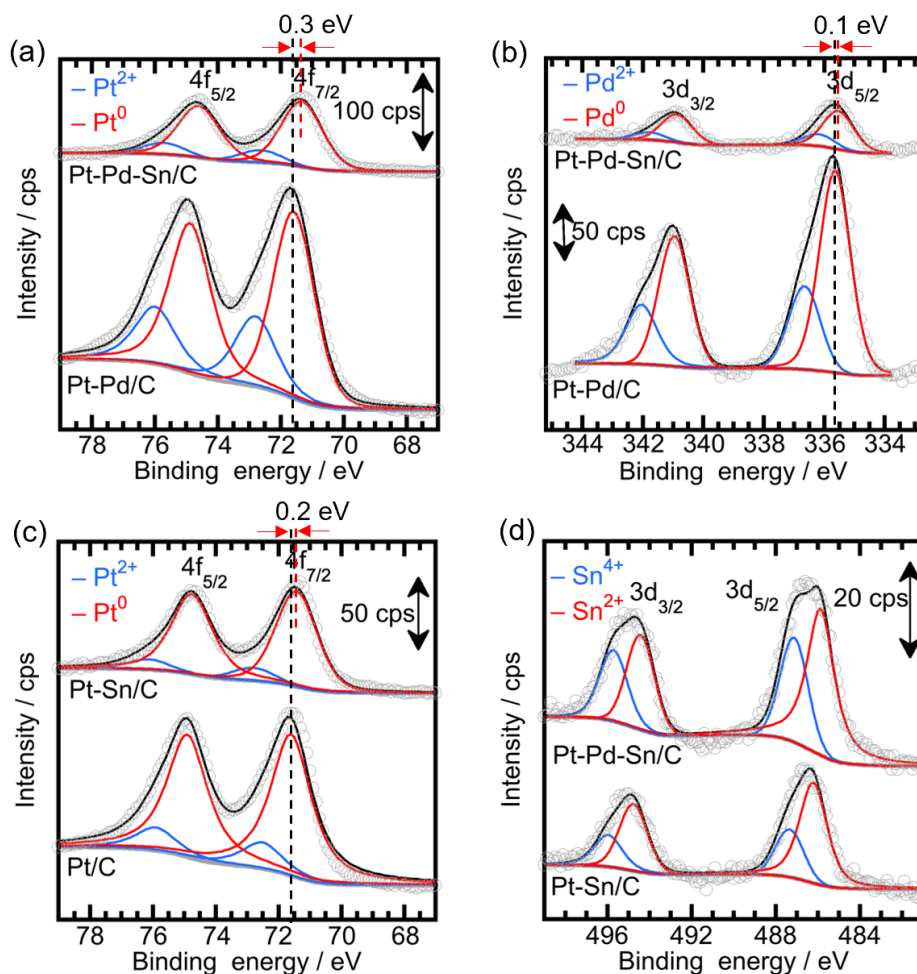 (a)
0.3 eV
– Pt2+
– Pt0
4f5/2
4f7/2
100 cps
Pt-Pd-Sn/C
Pt-Pd/C
Intensity / cps
78 76 74 72 70 68
Binding energy / eV
(b)
0.1 eV
– Pd2+
– Pd0
3d3/2
3d5/2
Pt-Pd-Sn/C
50 cps
Pt-Pd/C
Intensity / cps
344 342 340 338 336 334
Binding energy / eV
(c)
0.2 eV
– Pt2+
– Pt0
4f5/2
4f7/2
50 cps
Pt-Sn/C
Pt/C
Intensity / cps
78 76 74 72 70 68
Binding energy / eV
(d)
– Sn4+
– Sn2+
3d3/2
3d5/2
20 cps
Pt-Pd-Sn/C
Pt-Sn/C
Intensity / cps
496 492 488 484
Binding energy / eV